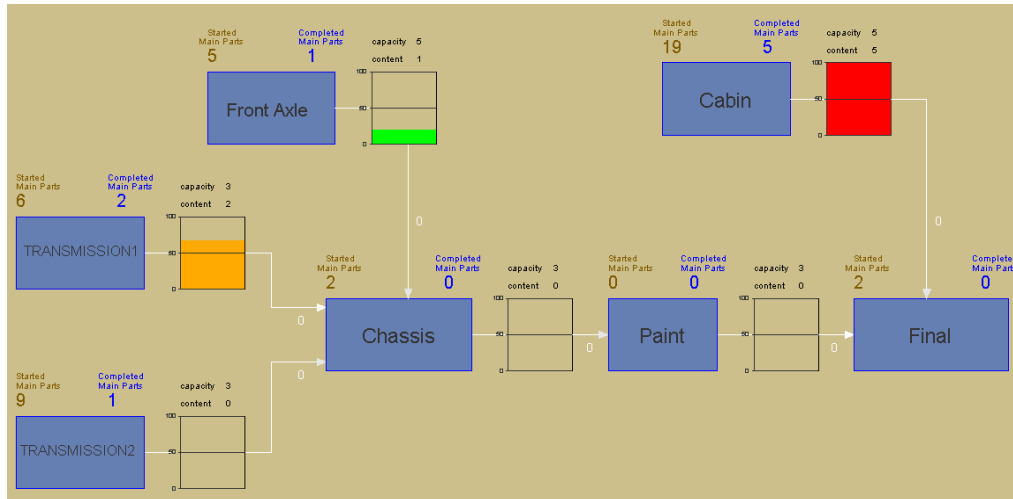 Started
Main Parts
5
Completed
Main Parts
1
capacity 5
content 1
100
50
0
Front Axle
Started
Main Parts
19
Completed
Main Parts
5
capacity 5
content 5
100
50
0
Cabin
Started
Main Parts
6
Completed
Main Parts
2
capacity 3
content 2
100
50
0
TRANSMISSION1
0
0
Started
Main Parts
2
Completed
Main Parts
0
capacity 3
content 0
100
50
0
Chassis
0
0
Started
Main Parts
0
Completed
Main Parts
0
capacity 3
content 0
100
50
0
Paint
0
0
Started
Main Parts
2
Completed
Main Parts
0
Final
0
Started
Main Parts
9
Completed
Main Parts
1
capacity 3
content 0
100
50
0
TRANSMISSION2